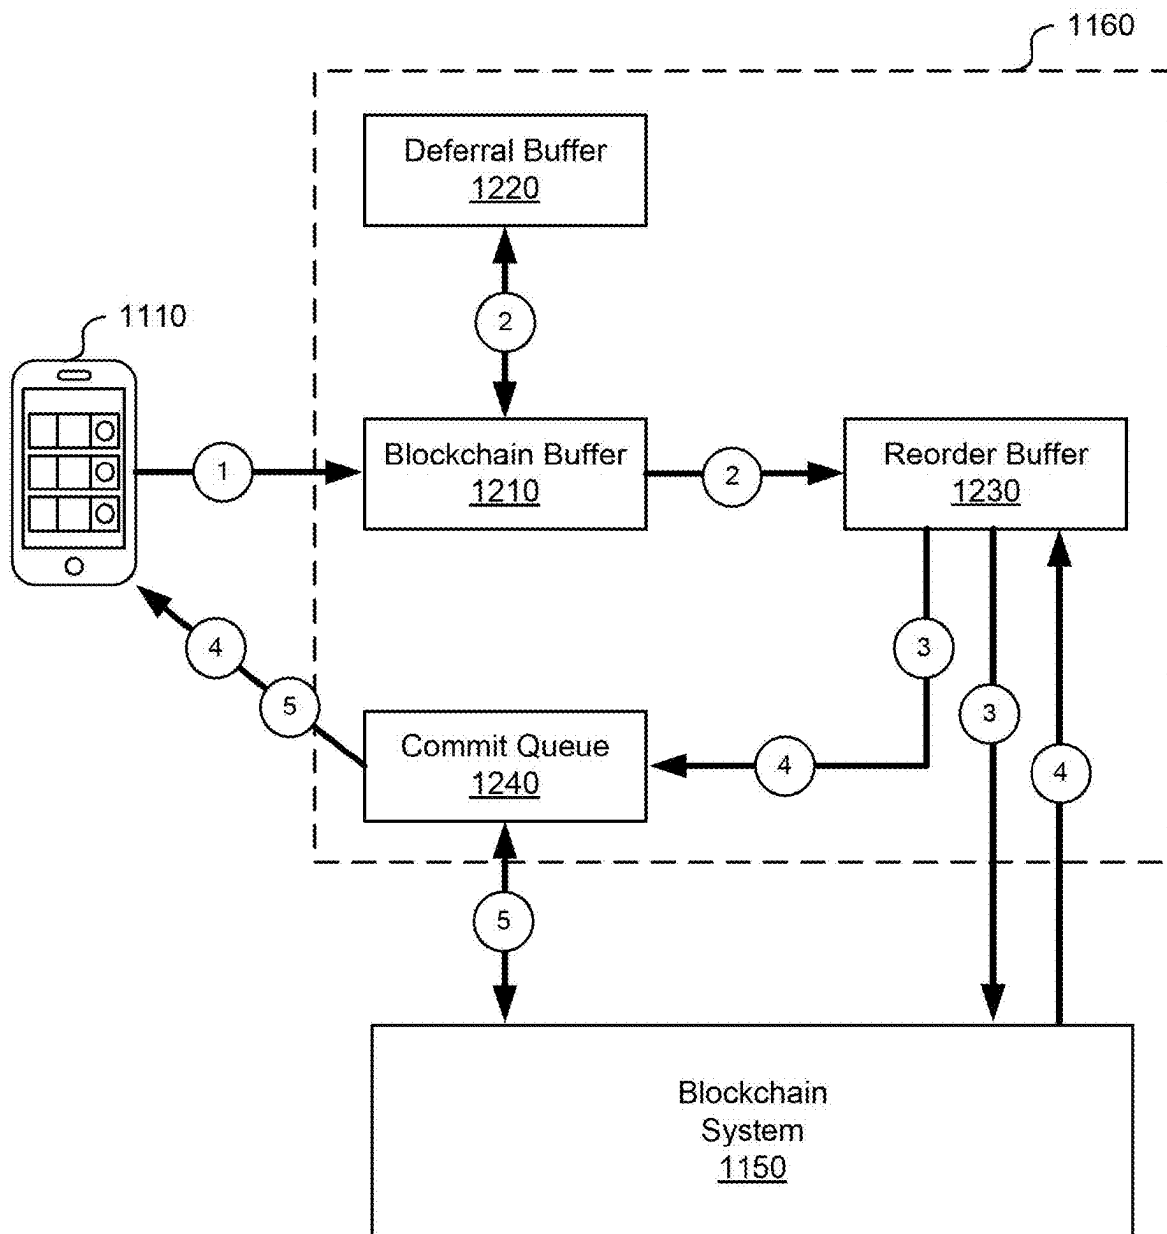 1160
Deferral Buffer
1220
1110
2
Blockchain Buffer
1210
Reorder Buffer
1230
1
2
4
3
5
3
Commit Queue
1240
4
4
5
Blockchain
System
1150